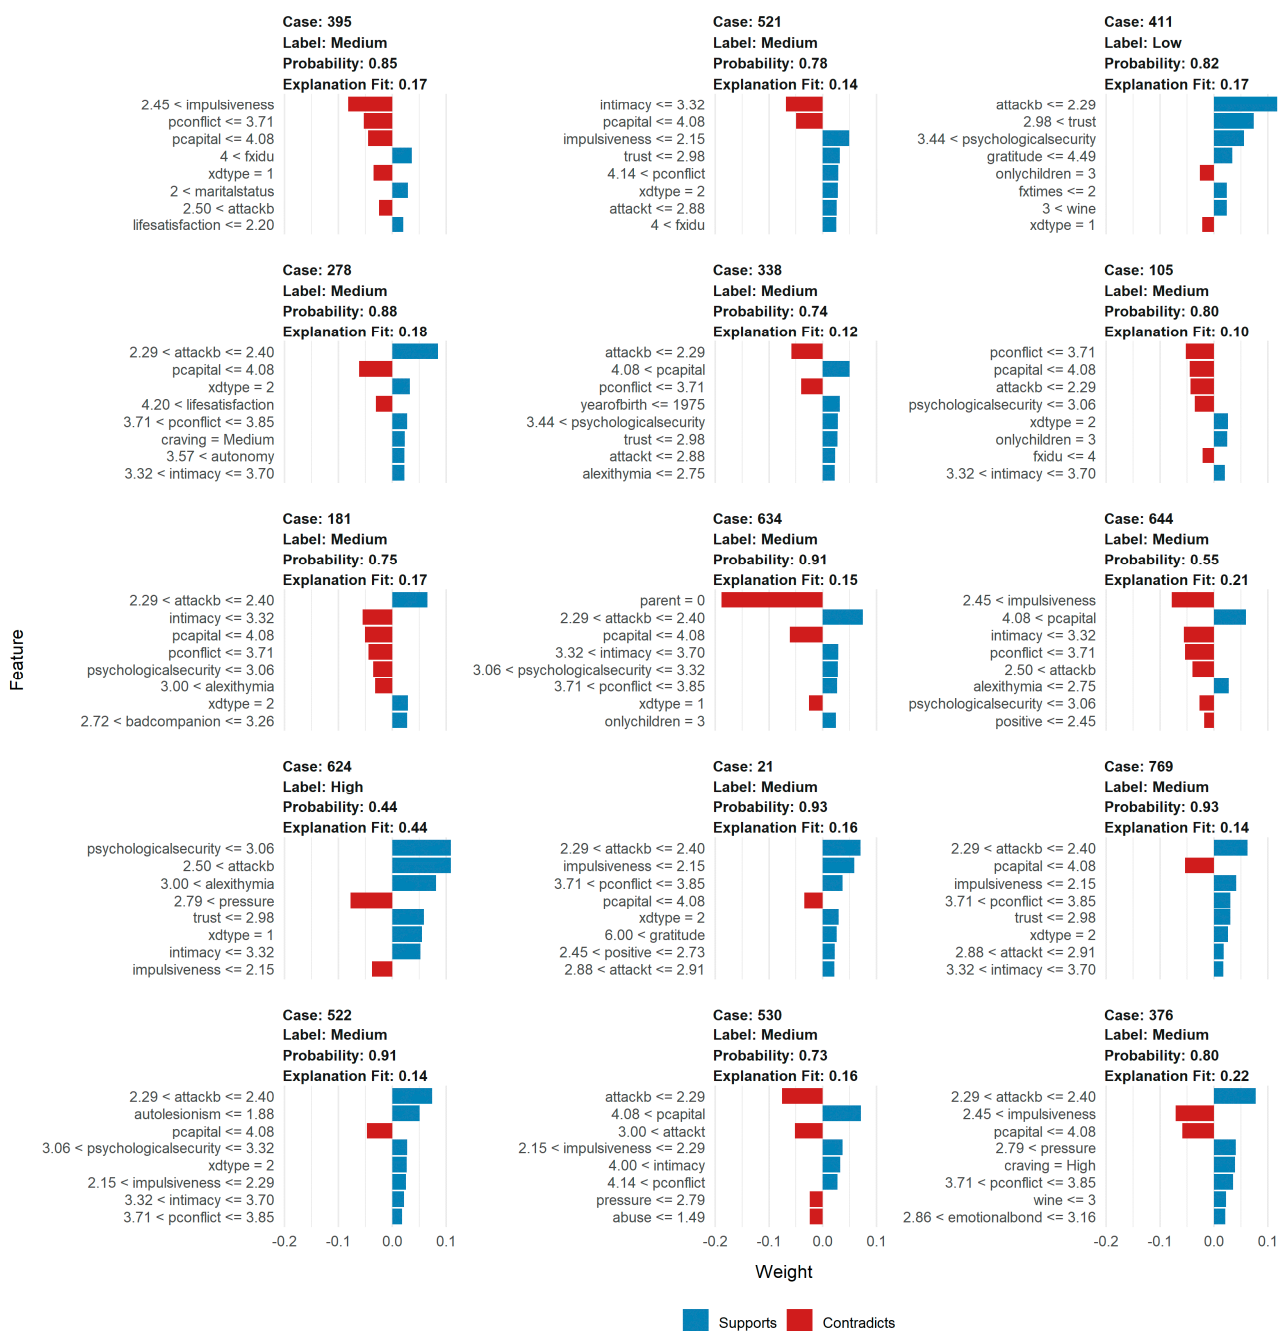 Case: 395
Label: Medium
Probability: 0.85
Explanation Fit: 0.17
2.45 < impulsiveness
pconflict <= 3.71
pcapital <= 4.08
4 < fxidu
xdtype = 1
2 < maritalstatus
2.50 < attackb
lifesatisfaction <= 2.20
Case: 521
Label: Medium
Probability: 0.78
Explanation Fit: 0.14
intimacy <= 3.32
pcapital <= 4.08
impulsiveness <= 2.15
trust <= 2.98
4.14 < pconflict
xdtype = 2
attackt <= 2.88
4 < fxidu
Case: 411
Label: Low
Probability: 0.82
Explanation Fit: 0.17
attackb <= 2.29
2.98 < trust
3.44 < psychologicalsecurity
gratitude <= 4.49
onlychildren = 3
fxtimes <= 2
3 < wine
xdtype = 1
Case: 278
Label: Medium
Probability: 0.88
Explanation Fit: 0.18
2.29 < attackb <= 2.40
pcapital <= 4.08
xdtype = 2
4.20 < lifesatisfaction
3.71 < pconflict <= 3.85
craving = Medium
3.57 < autonomy
3.32 < intimacy <= 3.70
Case: 338
Label: Medium
Probability: 0.74
Explanation Fit: 0.12
attackb <= 2.29
4.08 < pcapital
pconflict <= 3.71
yearofbirth <= 1975
3.44 < psychologicalsecurity
trust <= 2.98
attackt <= 2.88
alexithymia <= 2.75
Case: 105
Label: Medium
Probability: 0.80
Explanation Fit: 0.10
pconflict <= 3.71
pcapital <= 4.08
attackb <= 2.29
psychologicalsecurity <= 3.06
xdtype = 2
onlychildren = 3
fxidu <= 4
3.32 < intimacy <= 3.70
Case: 181
Label: Medium
Probability: 0.75
Explanation Fit: 0.17
2.29 < attackb <= 2.40
intimacy <= 3.32
pcapital <= 4.08
pconflict <= 3.71
psychologicalsecurity <= 3.06
3.00 < alexithymia
xdtype = 2
2.72 < badcompanion <= 3.26
Case: 634
Label: Medium
Probability: 0.91
Explanation Fit: 0.15
parent = 0
2.29 < attackb <= 2.40
pcapital <= 4.08
3.32 < intimacy <= 3.70
3.06 < psychologicalsecurity <= 3.32
3.71 < pconflict <= 3.85
xdtype = 1
onlychildren = 3
Case: 644
Label: Medium
Probability: 0.55
Explanation Fit: 0.21
2.45 < impulsiveness
4.08 < pcapital
intimacy <= 3.32
pconflict <= 3.71
2.50 < attackb
alexithymia <= 2.75
psychologicalsecurity <= 3.06
positive <= 2.45
Feature
Case: 624
Label: High
Probability: 0.44
Explanation Fit: 0.44
psychologicalsecurity <= 3.06
2.50 < attackb
3.00 < alexithymia
2.79 < pressure
trust <= 2.98
xdtype = 1
intimacy <= 3.32
impulsiveness <= 2.15
Case: 21
Label: Medium
Probability: 0.93
Explanation Fit: 0.16
2.29 < attackb <= 2.40
impulsiveness <= 2.15
3.71 < pconflict <= 3.85
pcapital <= 4.08
xdtype = 2
6.00 < gratitude
2.45 < positive <= 2.73
2.88 < attackt <= 2.91
Case: 769
Label: Medium
Probability: 0.93
Explanation Fit: 0.14
2.29 < attackb <= 2.40
pcapital <= 4.08
impulsiveness <= 2.15
3.71 < pconflict <= 3.85
trust <= 2.98
xdtype = 2
2.88 < attackt <= 2.91
3.32 < intimacy <= 3.70
Case: 522
Label: Medium
Probability: 0.91
Explanation Fit: 0.14
2.29 < attackb <= 2.40
autolesionism <= 1.88
pcapital <= 4.08
3.06 < psychologicalsecurity <= 3.32
xdtype = 2
2.15 < impulsiveness <= 2.29
3.32 < intimacy <= 3.70
3.71 < pconflict <= 3.85
Case: 530
Label: Medium
Probability: 0.73
Explanation Fit: 0.16
attackb <= 2.29
4.08 < pcapital
3.00 < attackt
2.15 < impulsiveness <= 2.29
4.00 < intimacy
4.14 < pconflict
pressure <= 2.79
abuse <= 1.49
Case: 376
Label: Medium
Probability: 0.80
Explanation Fit: 0.22
2.29 < attackb <= 2.40
2.45 < impulsiveness
pcapital <= 4.08
2.79 < pressure
craving = High
3.71 < pconflict <= 3.85
wine <= 3
2.86 < emotionalbond <= 3.16
-0.2 -0.1 0.0 0.1
-0.2 -0.1 0.0 0.1
-0.2 -0.1 0.0 0.1
Weight
Supports
Contradicts